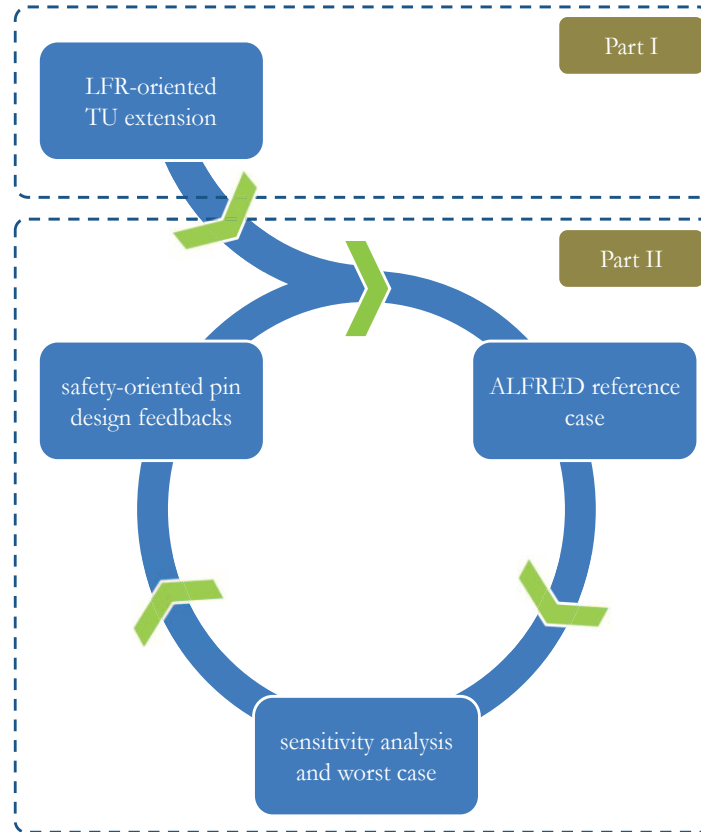 Part I
LFR-oriented
TU extension
Part II
safety-oriented pin
design feedbacks
ALFRED reference
case
sensitivity analysis
and worst case